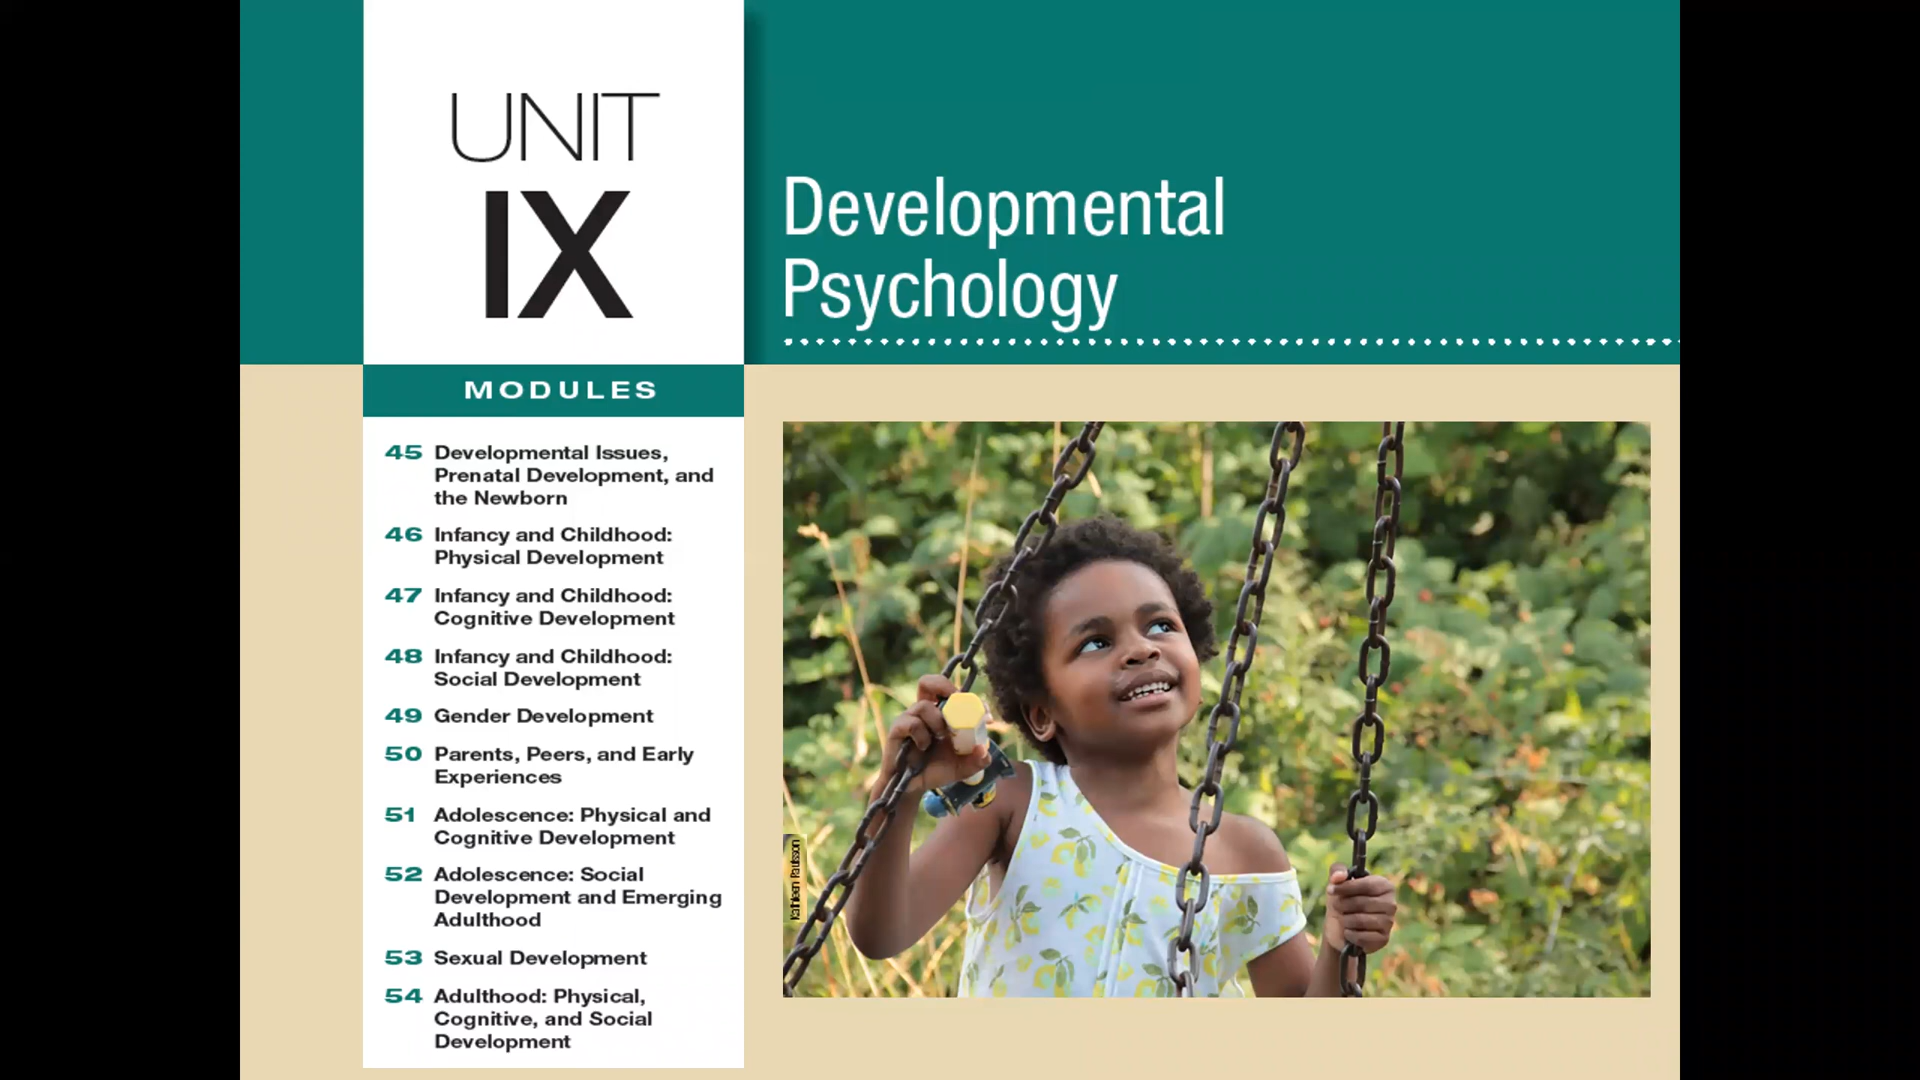 UNIT
IX
Developmental
Psychology
MODULES
45 Developmental Issues,
Prenatal Development, and
the Newborn
46 Infancy and Childhood:
Physical Development
47 Infancy and Childhood:
Cognitive Development
48 Infancy and Childhood:
Social Development
49 Gender Development
50 Parents, Peers, and Early
Experiences
51 Adolescence: Physical and
Cognitive Development
52 Adolescence: Social
Development and Emerging
Adulthood
53 Sexual Development
54 Adulthood: Physical,
Cognitive, and Social
Development
Kathleen Paulsson